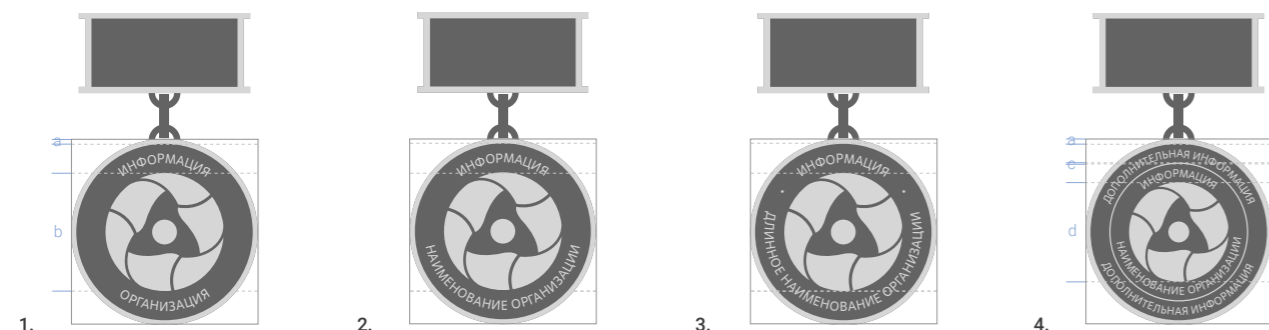 ИНФОРМАЦИЯ
ОРГАНИЗАЦИЯ
a
b
1.
ИНФОРМАЦИЯ
НАИМЕНОВАНИЕ ОРГАНИЗАЦИИ
2.
• ИНФОРМАЦИЯ •
ДЛИННОЕ НАИМЕНОВАНИЕ ОРГАНИЗАЦИИ
3.
ДОПОЛНИТЕЛЬНАЯ ИНФОРМАЦИЯ
ИНФОРМАЦИЯ
НАИМЕНОВАНИЕ ОРГАНИЗАЦИИ
ДОПОЛНИТЕЛЬНАЯ ИНФОРМАЦИЯ
a
c
d
4.